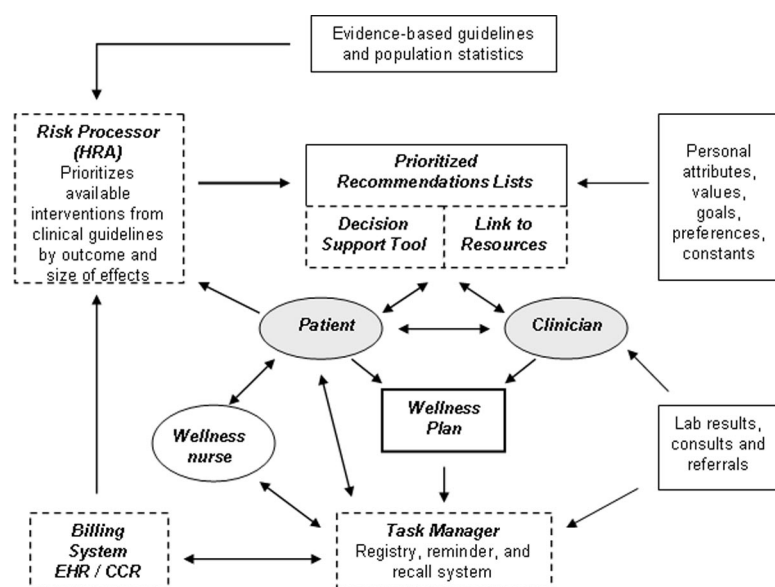 Evidence-based guidelines
and population statistics
Risk Processor
(HRA)
Prioritizes
available
interventions from
clinical guidelines
by outcome and
size of effects
Prioritized
Recommendations Lists
Decision
Support Tool
Link to
Resources
Personal
attributes,
values,
goals,
preferences,
constants
Patient
Clinician
Wellness
nurse
Wellness
Plan
Lab results,
consults and
referrals
Billing
System
EHR / CCR
Task Manager
Registry, reminder, and
recall system